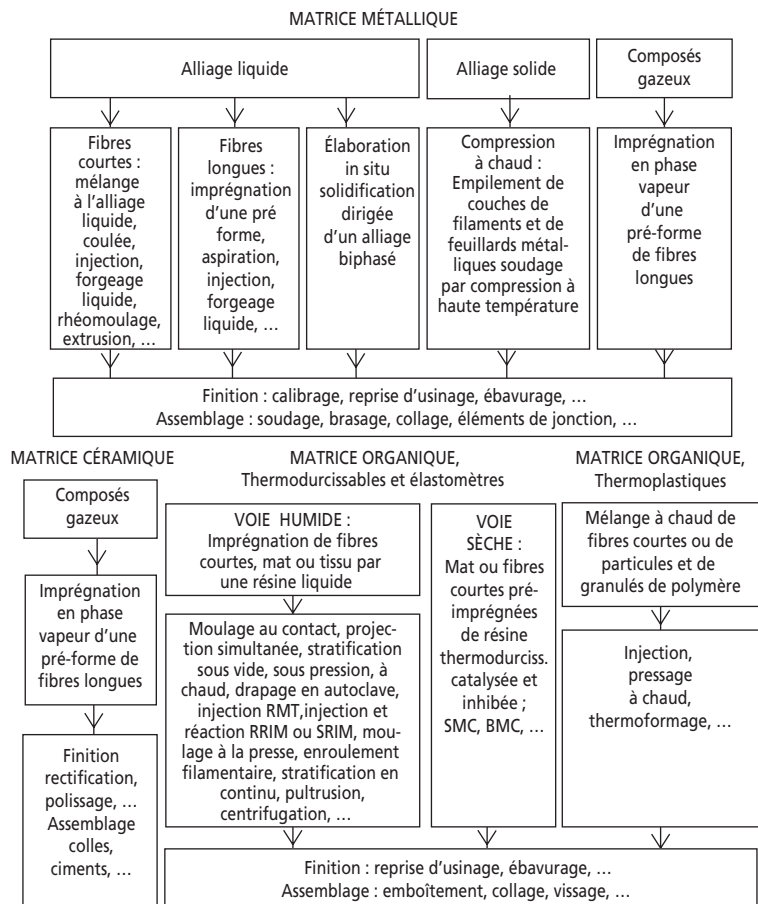 MATRICE MÉTALLIQUE
Alliage liquide
Alliage solide
Composés
gazeux
Fibres
courtes :
mélange
à l’alliage
liquide,
coulée,
injection,
forgeage
liquide,
rhéomoulage,
extrusion, …
Fibres
longues :
imprégnation
d’une pré
forme,
aspiration,
injection,
forgeage
liquide, …
Élaboration
in situ
solidification
dirigée
d’un alliage
biphasé
Compression
à chaud :
Empilement de
couches de
filaments et de
feuillards métal-
liques soudage
par compression à
haute température
Imprégnation
en phase
vapeur
d’une
pré-forme
de fibres
longues
Finition : calibrage, reprise d’usinage, ébavurage, …
Assemblage : soudage, brasage, collage, éléments de jonction, …
MATRICE CÉRAMIQUE
Composés
gazeux
Imprégnation
en phase
vapeur d’une
pré-forme de
fibres longues
Finition
rectification,
polissage, …
Assemblage
colles,
ciments, …
MATRICE ORGANIQUE,
Thermodurcissables et élastomètres
VOIE HUMIDE :
Imprégnation de fibres
courtes, mat ou tissu par
une résine liquide
Moulage au contact, projec-
tion simultanée, stratification
sous vide, sous pression, à
chaud, drapage en autoclave,
injection RMT,injection et
réaction RRIM ou SRIM, mou-
lage à la presse, enroulement
filamentaire, stratification en
continu, pultrusion,
centrifugation, …
VOIE
SÈCHE :
Mat ou fibres
courtes pré-
imprégnées
de résine
thermodurciss.
catalysée et
inhibée ;
SMC, BMC, …
MATRICE ORGANIQUE,
Thermoplastiques
Mélange à chaud de
fibres courtes ou de
particules et de
granulés de polymère
Injection,
pressage
à chaud,
thermoformage, …
Finition : reprise d’usinage, ébavurage, …
Assemblage : emboîtement, collage, vissage, …